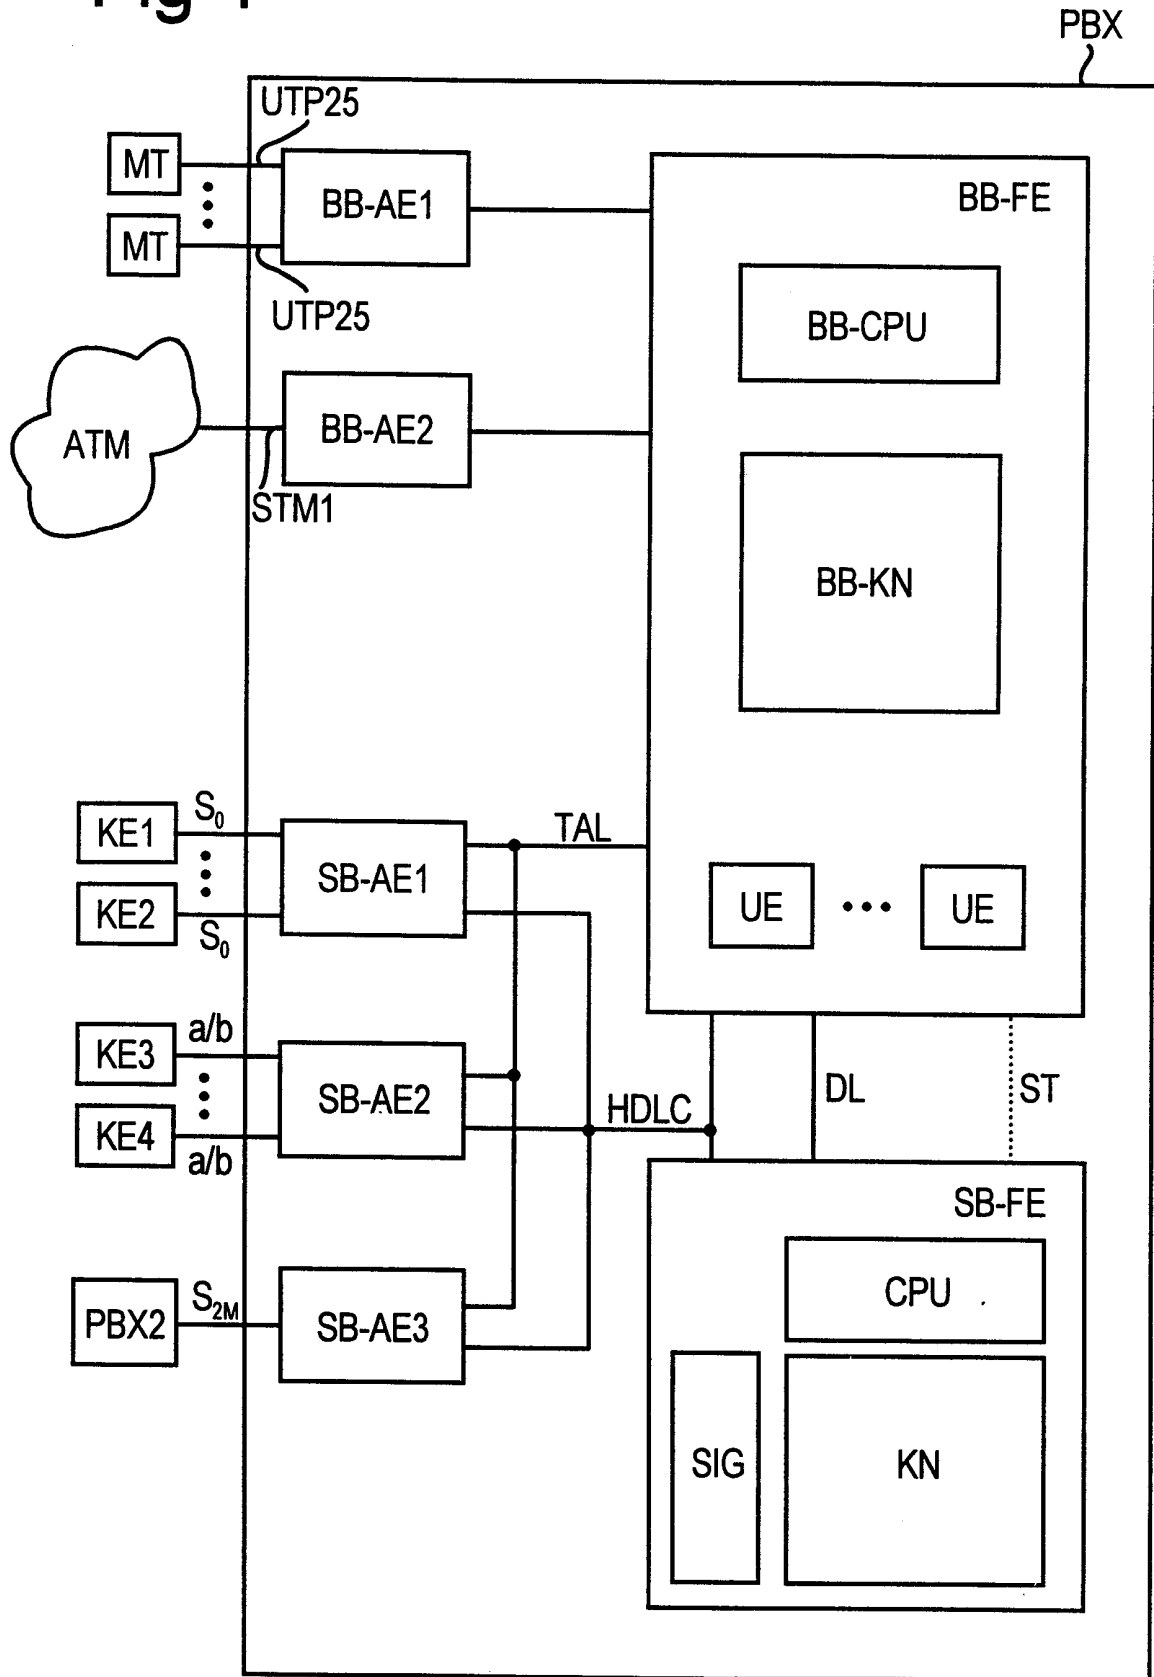 PBX
UTP25
MT
BB-AE1
BB-FE
MT
UTP25
BB-CPU
ATM
BB-AE2
STM1
BB-KN
KE1
S0
SB-AE1
TAL
KE2
S0
UE
UE
KE3
a/b
SB-AE2
HDLC
DL
ST
KE4
a/b
SB-FE
PBX2
S2M
SB-AE3
CPU
SIG
KN